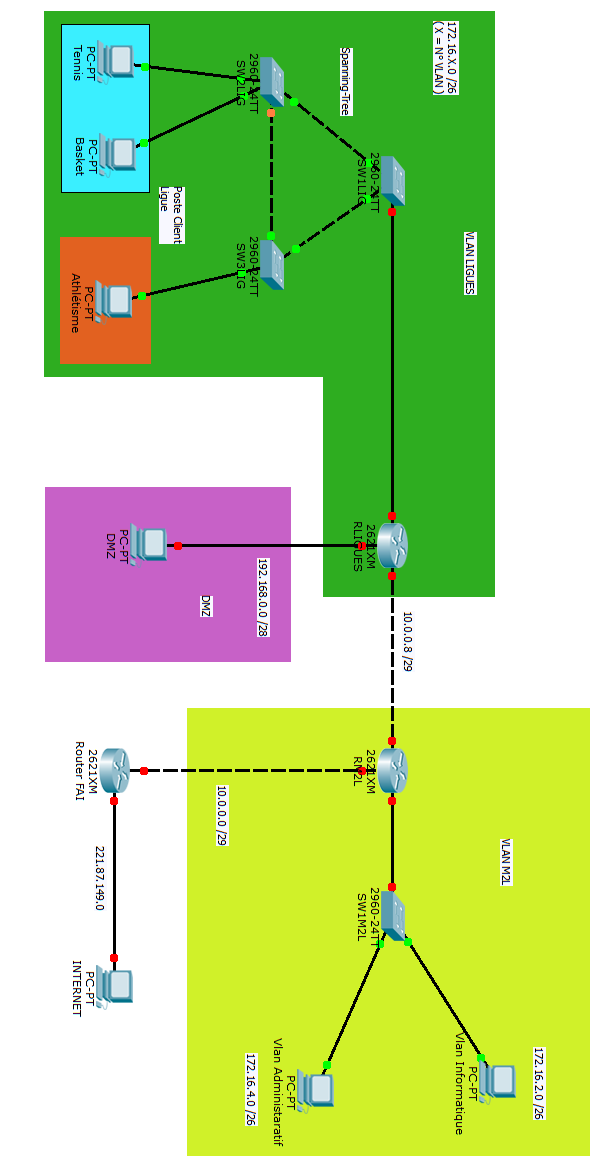 172.16.X.0 /26
( X = N° VLAN )
VLAN LIGUES
Spanning-Tree
2960-24TT
SW1LIG
2960-24TT
SW2LIG
2960-24TT
SW3LIG
Poste Client
Ligue
PC-PT
Tennis
PC-PT
Basket
PC-PT
Athlétisme
2621XM
RLIGUES
192.168.0.0 /28
DMZ
PC-PT
DMZ
10.0.0.8 /29
VLAN M2L
2621XM
RM2L
2960-24TT
SW1M2L
172.16.2.0 /26
PC-PT
Vlan Informatique
PC-PT
Vlan Administaratif
172.16.4.0 /26
10.0.0.0 /29
2621XM
Router FAI
221.87.149.0
PC-PT
INTERNET